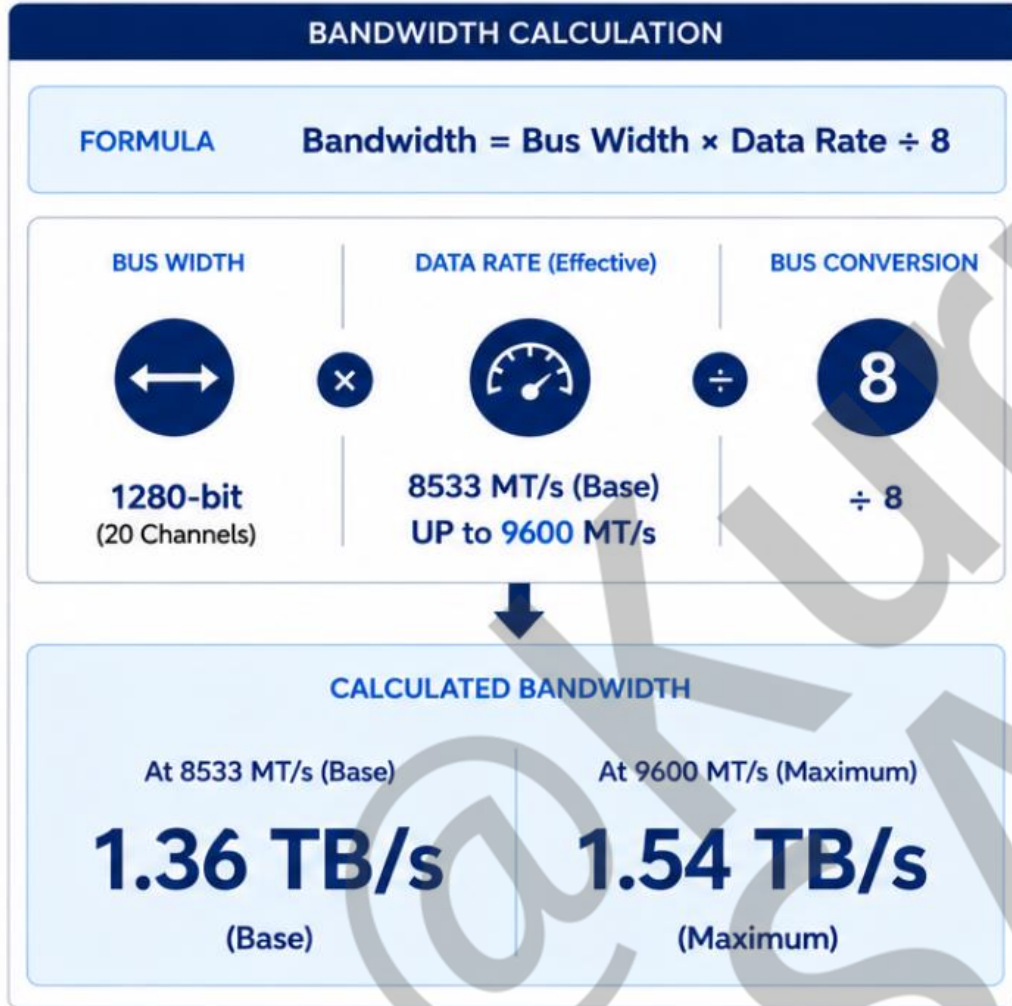 BANDWIDTH CALCULATION
FORMULA Bandwidth = Bus Width × Data Rate ÷ 8
BUS WIDTH
DATA RATE (Effective)
BUS CONVERSION
×
÷
8
1280-bit
(20 Channels)
8533 MT/s (Base)
UP to 9600 MT/s
÷ 8
CALCULATED BANDWIDTH
At 8533 MT/s (Base)
1.36 TB/s
(Base)
At 9600 MT/s (Maximum)
1.54 TB/s
(Maximum)